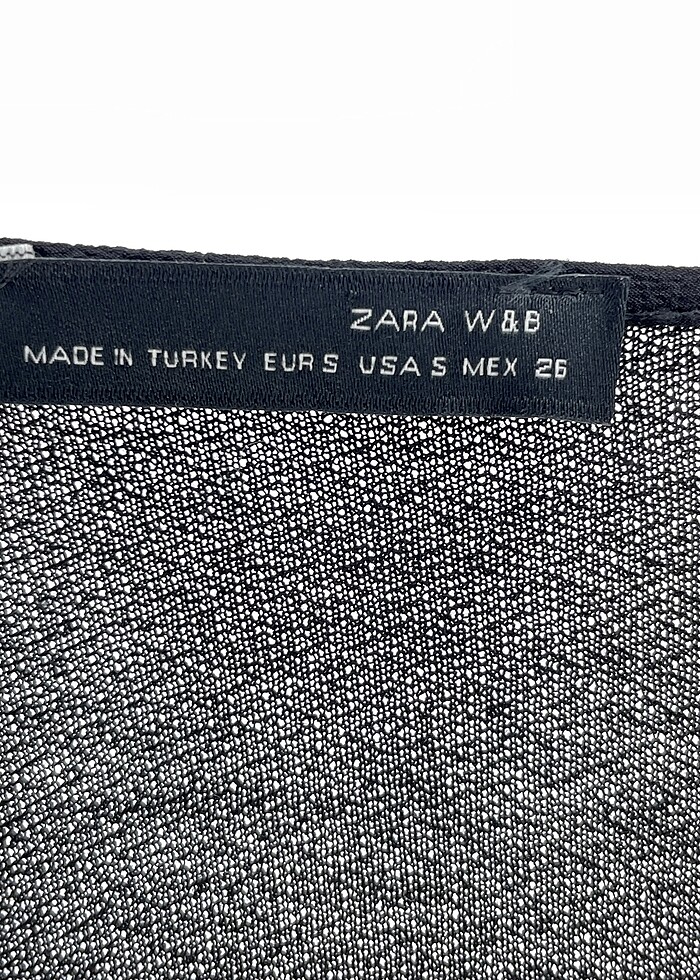 ZARA W&B
MADE IN TURKEY EUR S USA S MEX 26